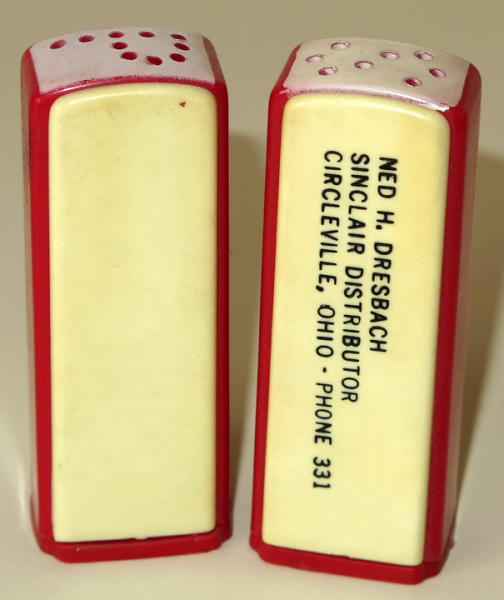 NED H. DRESBACH
SINCLAIR DISTRIBUTOR
CIRCLEVILLE, OHIO - PHONE 331